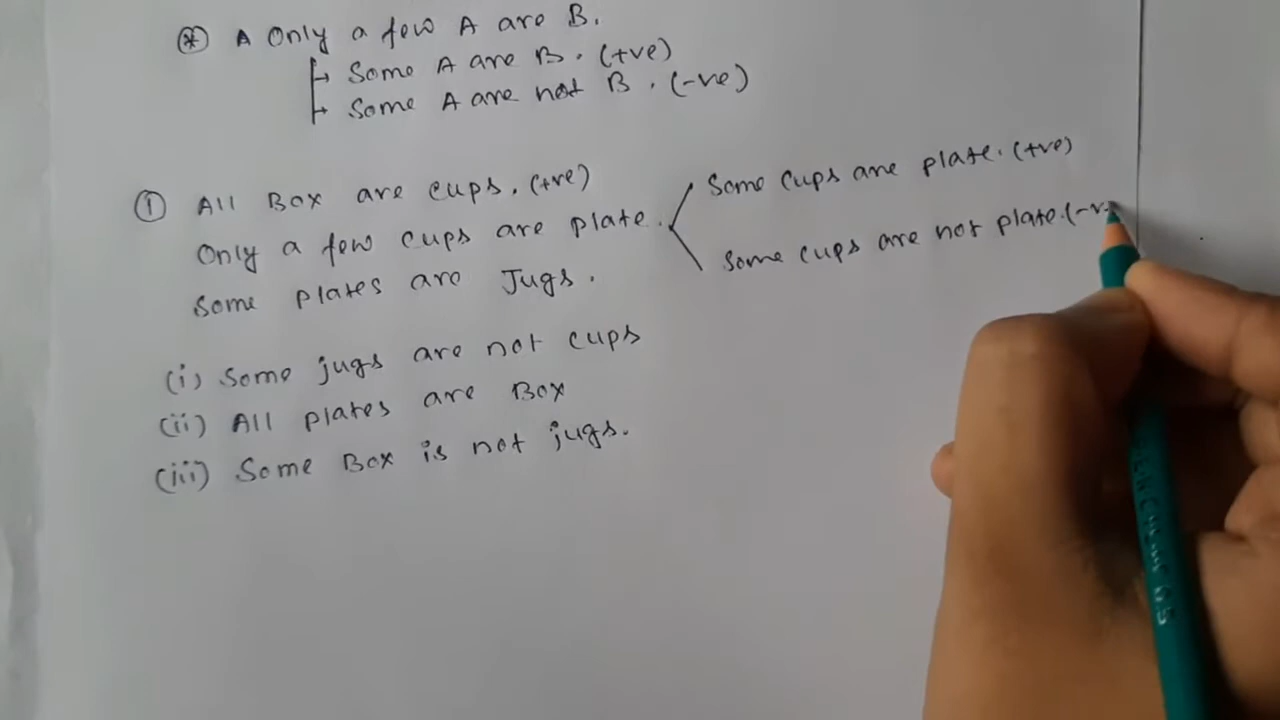 ⊛ A Only a few A are B.
Some A are B. (+ve)
Some A are not B. (-ve)
① All Box are cups. (+ve)
Only a few cups are plate.
Some cups are plate. (+ve)
Some cups are not plate. (-v
Some plates are Jugs.
(i) Some jugs are not cups
(ii) All plates are Box
(iii) Some Box is not jugs.